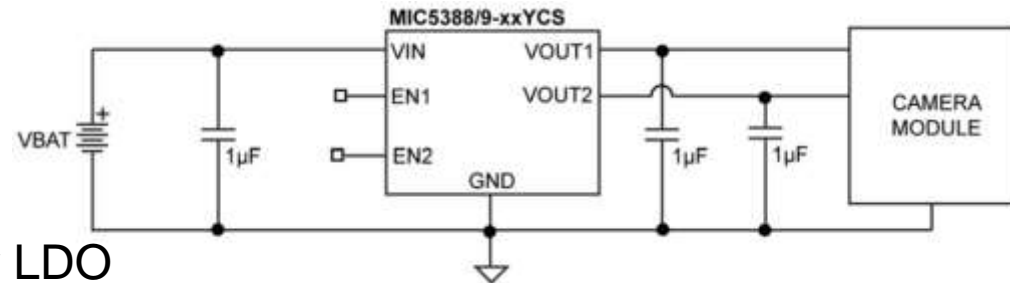 MIC5388/9-xxYCS
VIN
VOUT1
EN1
VOUT2
CAMERA
MODULE
VBAT
+
1µF
EN2
1µF
1µF
GND
LDO